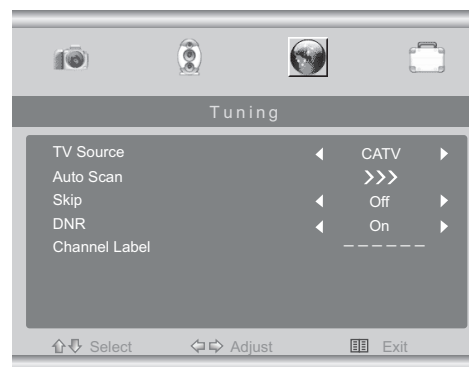 Tuning
TV Source CATV
Auto Scan >>>
Skip Off
DNR On
Channel Label ------
Select Adjust Exit